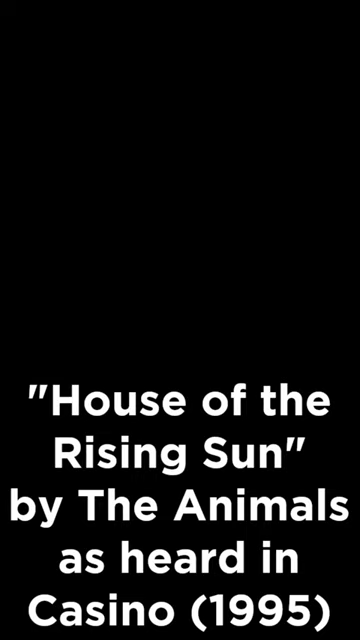 "House of the
Rising Sun"
by The Animals
as heard in
Casino (1995)